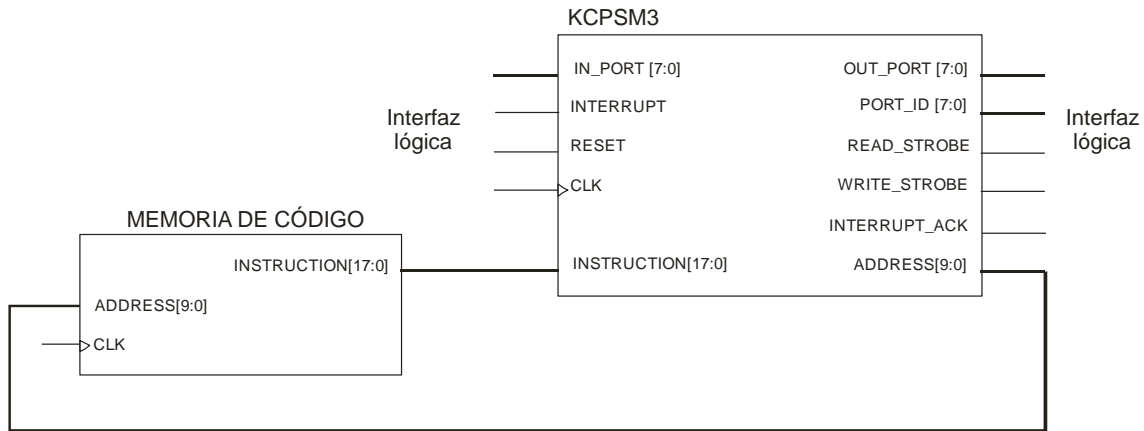 KCPSM3
IN_PORT [7:0]
OUT_PORT [7:0]
INTERRUPT
PORT_ID [7:0]
Interfaz
lógica
Interfaz
lógica
RESET
READ_STROBE
CLK
WRITE_STROBE
INTERRUPT_ACK
INSTRUCTION[17:0]
ADDRESS[9:0]
MEMORIA DE CÓDIGO
INSTRUCTION[17:0]
ADDRESS[9:0]
CLK